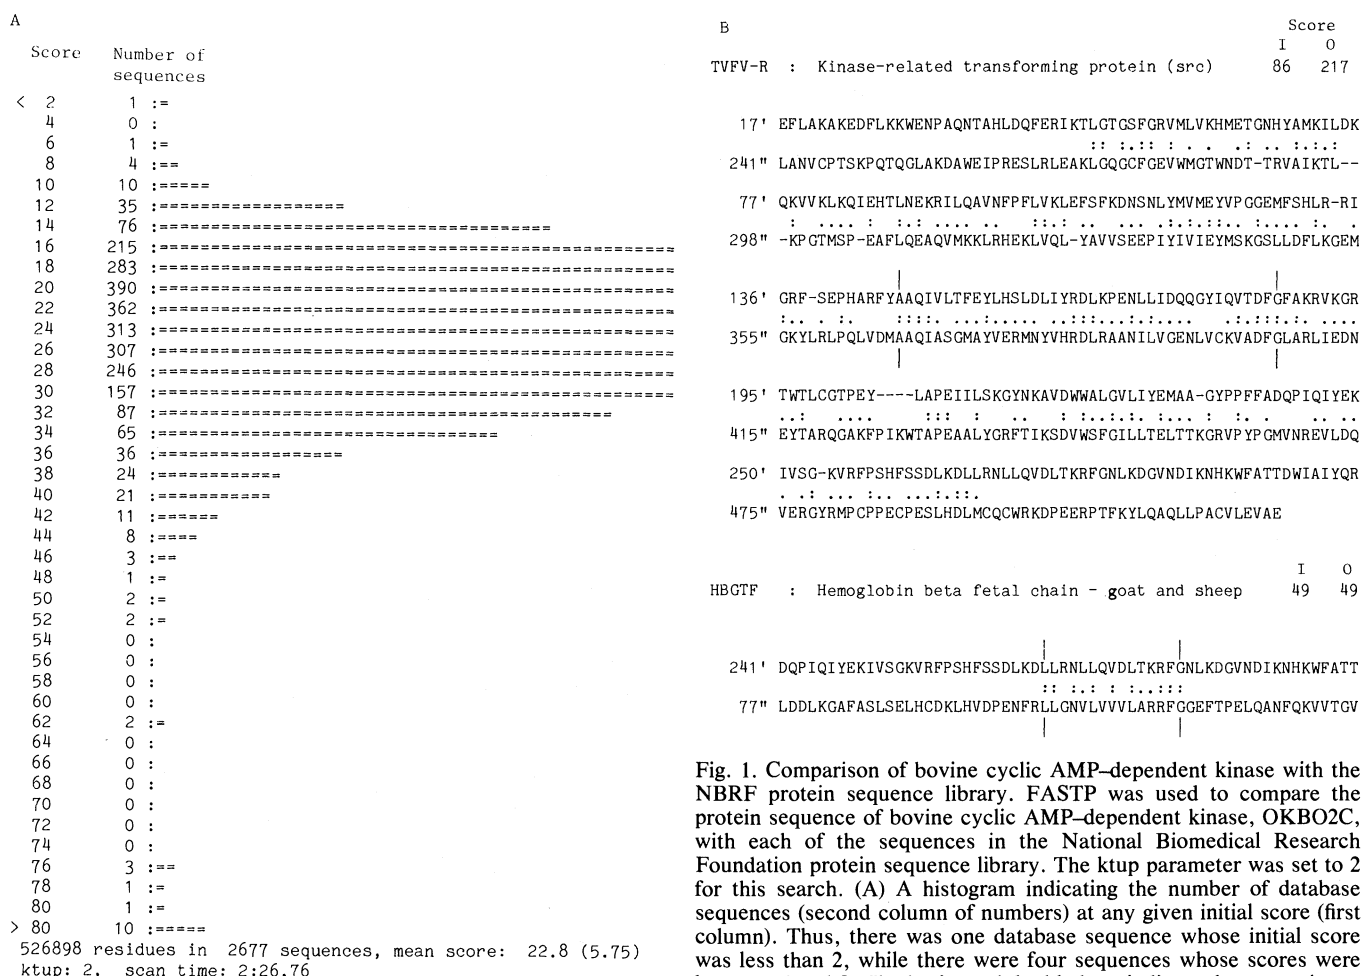 A
Score Number of
sequences
< 2 1 :=
4 0 :
6 1 :=
8 4 :==
10 10 :=====
12 35 :==================
14 76 :======================================
16 215 :==================================================
18 283 :==================================================
20 390 :==================================================
22 362 :==================================================
24 313 :==================================================
26 307 :==================================================
28 246 :==================================================
30 157 :==================================================
32 87 :============================================
34 65 :=================================
36 36 :==================
38 24 :============
40 21 :===========
42 11 :======
44 8 :====
46 3 :==
48 1 :=
50 2 :=
52 2 :=
54 0 :
56 0 :
58 0 :
60 0 :
62 2 :=
64 0 :
66 0 :
68 0 :
70 0 :
72 0 :
74 0 :
76 3 :==
78 1 :=
80 1 :=
> 80 10 :=====
526898 residues in 2677 sequences, mean score: 22.8 (5.75)
ktup: 2, scan time: 2:26.76
B
Score
I O
TVFV-R : Kinase-related transforming protein (src) 86 217
17' EFLAKAKEDFLKKWENPAQNTAHLDQFERIKTLGTGSFGRVMLVKHMETGNHYAMKILDK
241" LANVCPTSKPQTQGLAKDAWEIPRESLRLEAKLGQGCFGEVWMGTWNDT-TRVAIKTL--
77' QKVVKLKQIEHTLNEKRILQAVNFPFLVKLEFSFKDNSNLYMVMEYVPGGEMFSHLR-RI
298" -KPGTMSP-EAFLQEAQVMKKLRHEKLVQL-YAVVSEEPIYIVIEYMSKGSLLDFLKGEM
136' GRF-SEPHARFYAAQIVLTFEYLHSLDLIYRDLKPENLLIDQQGYIQVTDFGFAKRVKGR
355" GKYLRLPQLVDMAAQIASGMAYVERMNYVHRDLRAANILVGENLVCKVADFGLARLIEDN
195' TWTLCGTPEY----LAPEIILSKGYNKAVDWWALGVLIYEMAA-GYPPFFADQPIQIYEK
415" EYTARQGAKFPIKWTAPEAALYGRFTIKSDVWSFGILLTELTTKGRVPYPGMVNREVLDQ
250' IVSG-KVRFPSHFSSDLKDLLRNLLQVDLTKRFGNLKDGVNDIKNHKWFATTDWIAIYQR
475" VERGYRMPCPPECPESLHDLMCQCWRKDPEERPTFKYLQAQLLPACVLEVAE
I O
HBGTF : Hemoglobin beta fetal chain - goat and sheep 49 49
241' DQPIQIYEKIVSGKVRFPSHFSSDLKDLLRNLLQVDLTKRFGNLKDGVNDIKNHKWFATT
77" LDDLKGAFASLSELHCDKLHVDPENFRLLGNVLVVVLARRFGGEFTPELQANFQKVVTGV
Fig. 1. Comparison of bovine cyclic AMP–dependent kinase with the
NBRF protein sequence library. FASTP was used to compare the
protein sequence of bovine cyclic AMP–dependent kinase, OKBO2C,
with each of the sequences in the National Biomedical Research
Foundation protein sequence library. The ktup parameter was set to 2
for this search. (A) A histogram indicating the number of database
sequences (second column of numbers) at any given initial score (first
column). Thus, there was one database sequence whose initial score
was less than 2, while there were four sequences whose scores were